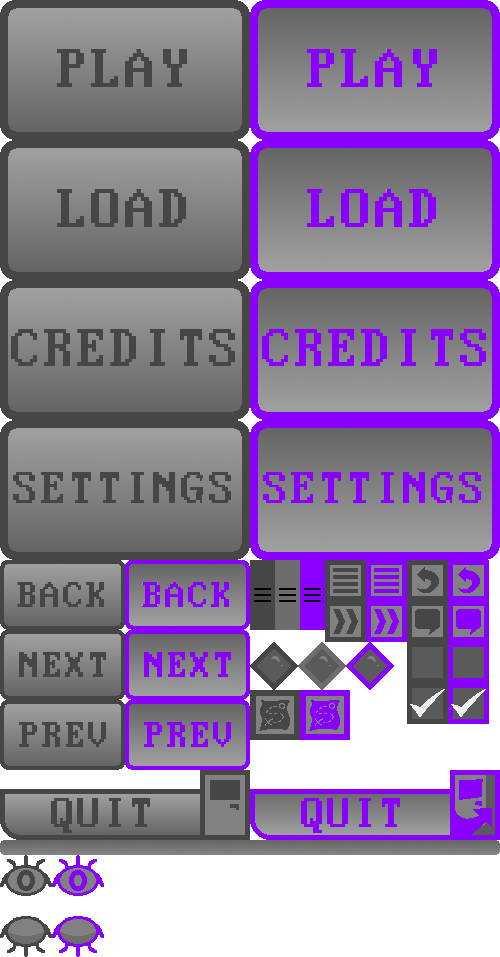 PLAY PLAY
LOAD LOAD
CREDITS CREDITS
SETTINGS SETTINGS
BACK BACK
NEXT NEXT
PREV PREV
QUIT QUIT